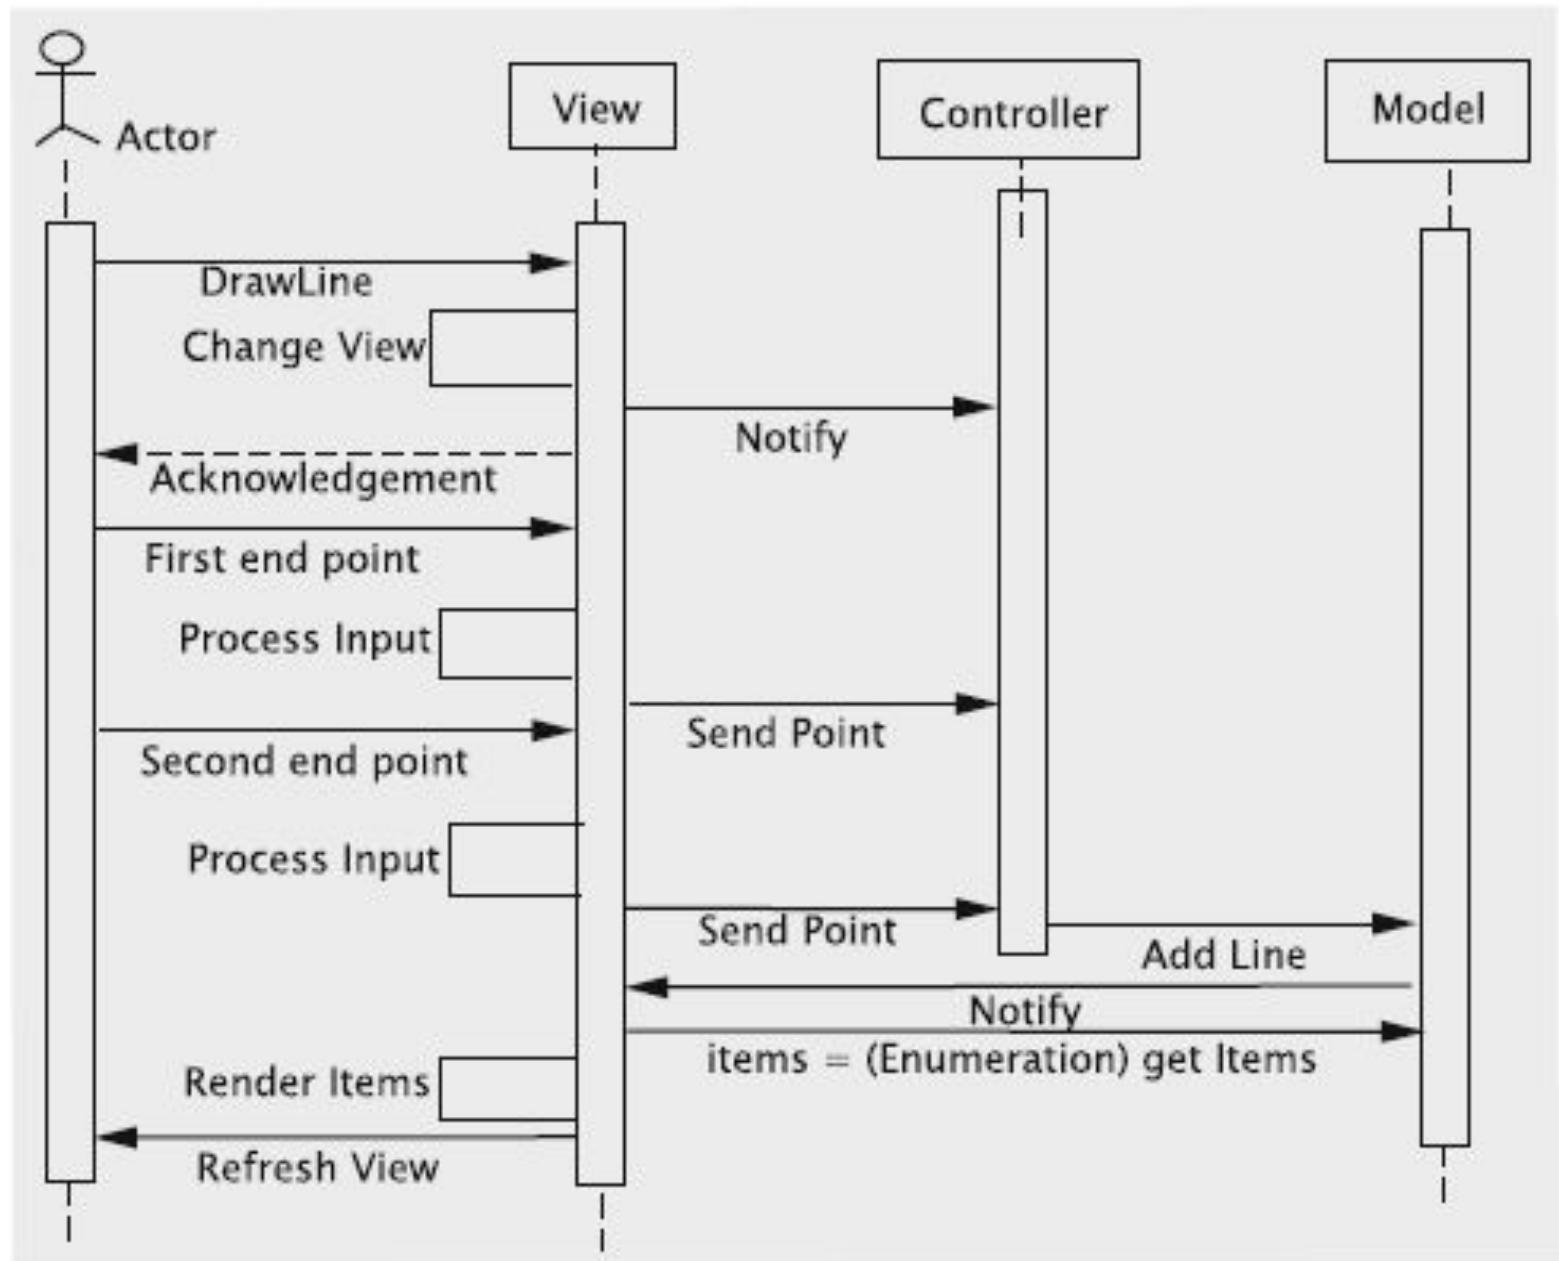 Actor
View
Controller
Model
DrawLine
Change View
Notify
Acknowledgement
First end point
Process Input
Send Point
Second end point
Process Input
Send Point
Add Line
Notify
items = (Enumeration) get Items
Render Items
Refresh View